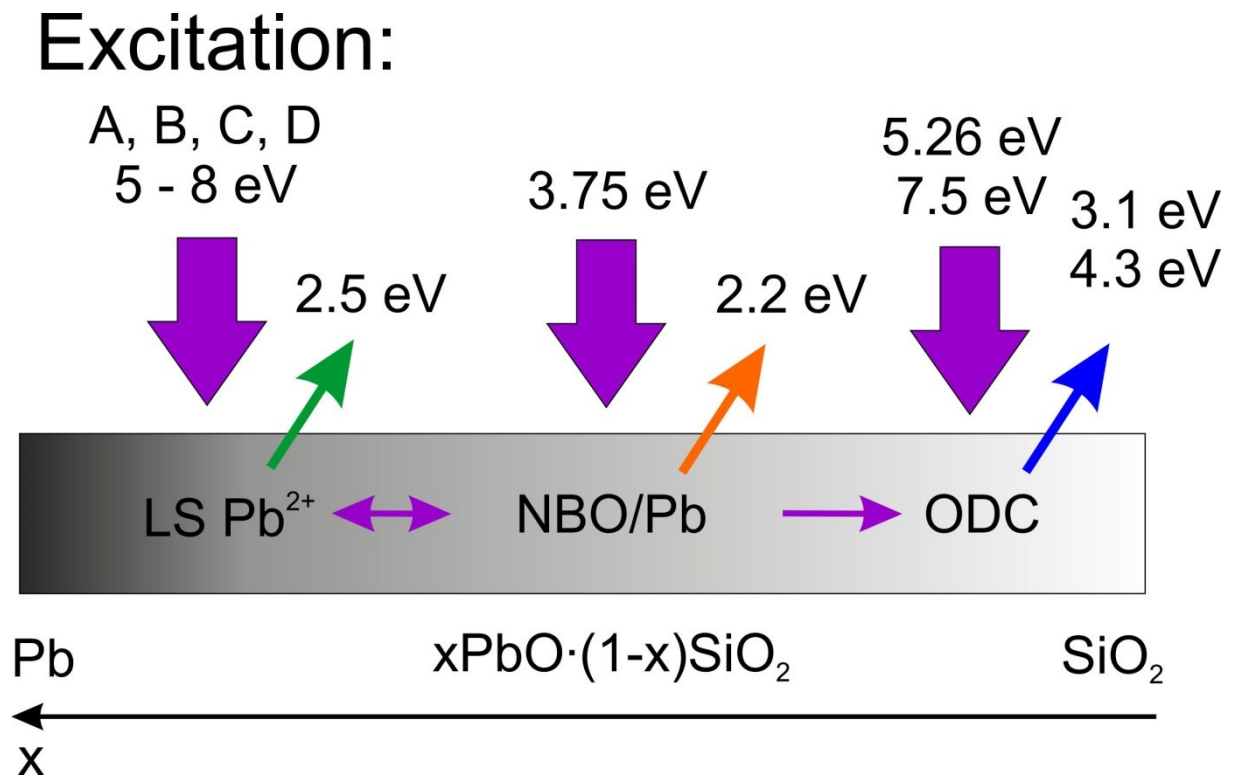 Excitation:
A, B, C, D
5 - 8 eV
2.5 eV
3.75 eV
2.2 eV
5.26 eV
7.5 eV
3.1 eV
4.3 eV
LS Pb²⁺
NBO/Pb
ODC
Pb
xPbO·(1-x)SiO₂
SiO₂
x